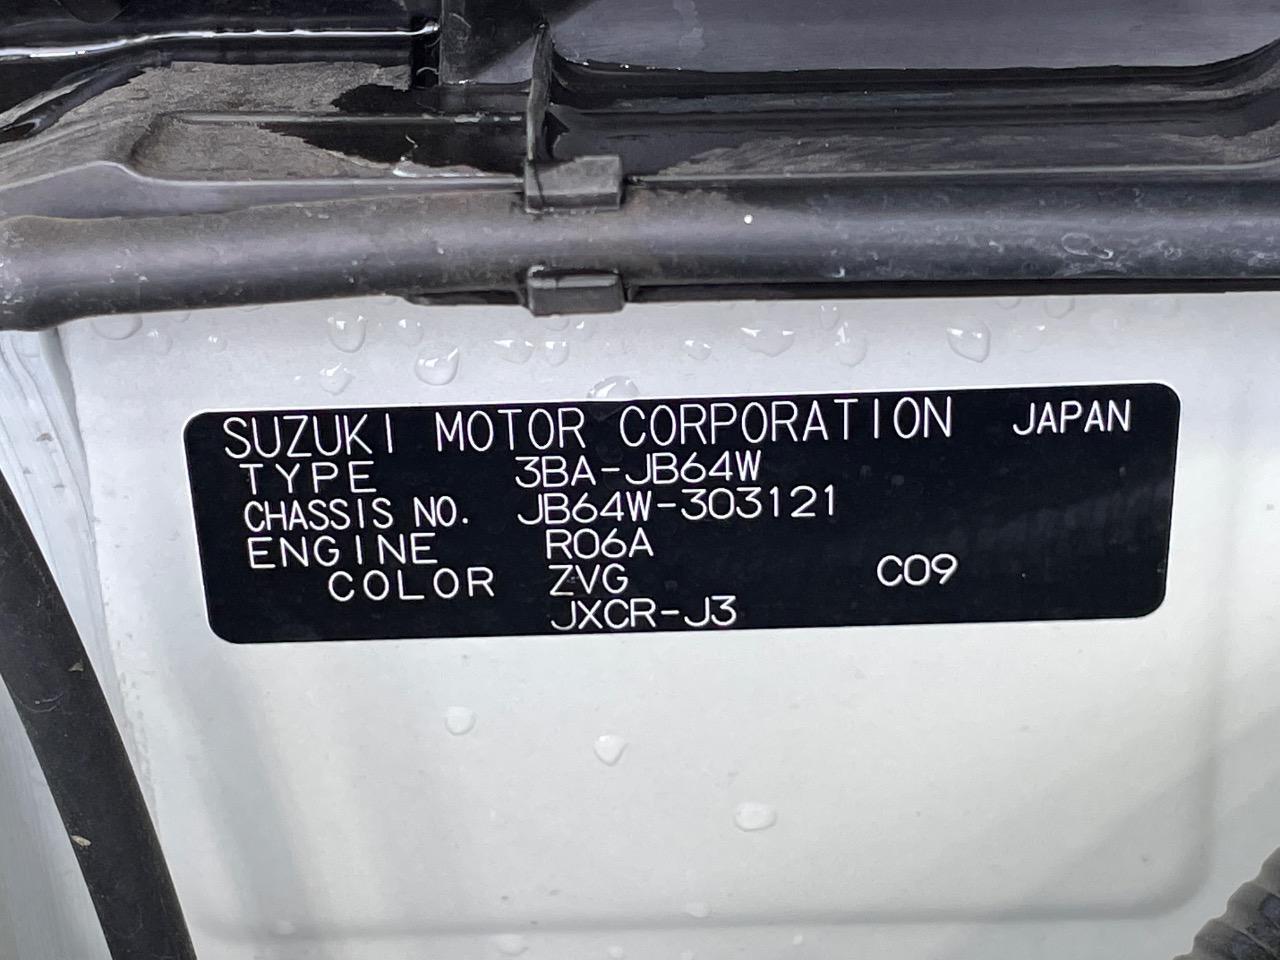 SUZUKI MOTOR CORPORATION JAPAN
TYPE 3BA-JB64W
CHASSIS NO. JB64W-303121
ENGINE R06A
COLOR ZVG C09
JXCR-J3